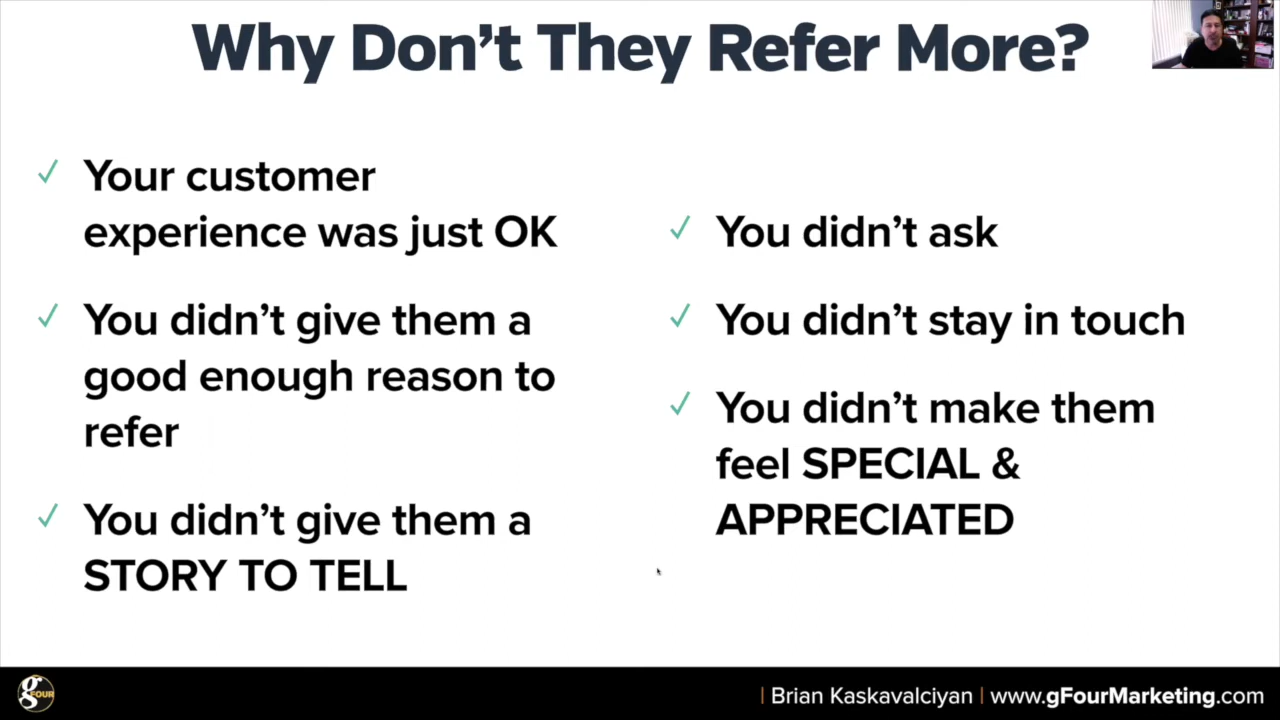 Why Don’t They Refer More?
Your customer
experience was just OK
You didn’t give them a
good enough reason to
refer
You didn’t give them a
STORY TO TELL
You didn’t ask
You didn’t stay in touch
You didn’t make them
feel SPECIAL &
APPRECIATED
g FOUR
| Brian Kaskavalciyan | www.gFourMarketing.com